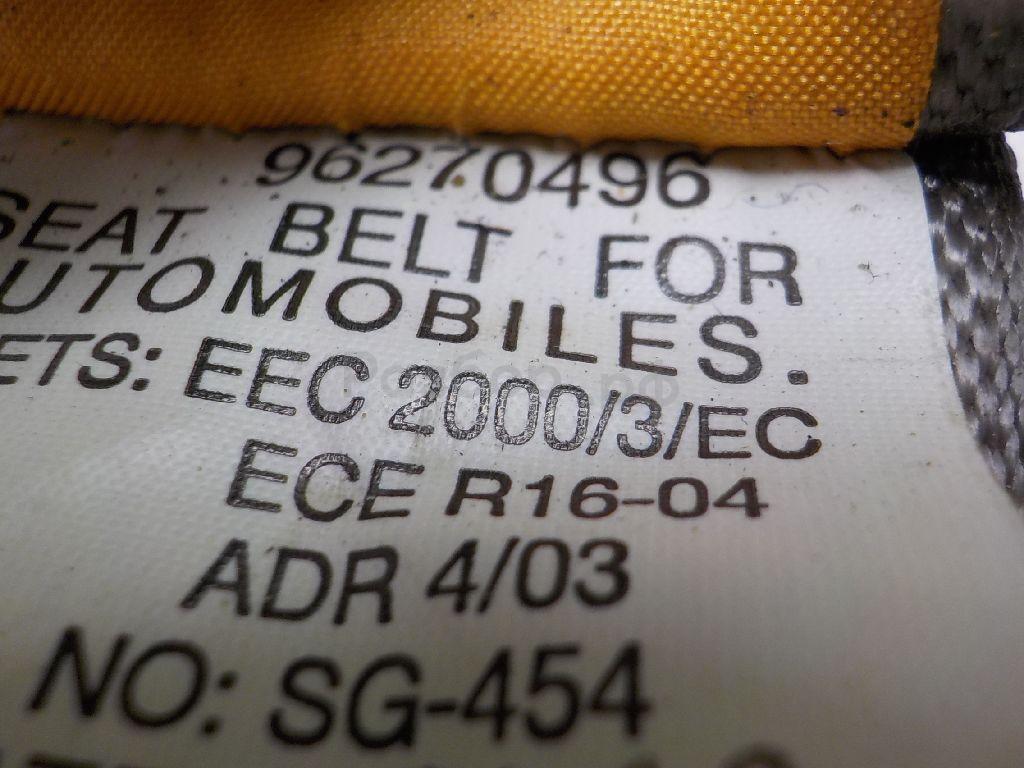 96270496
SEAT BELT FOR
UTOMOBILES.
ETS: EEC 2000/3/EC
ECE R16-04
ADR 4/03
NO: SG-454